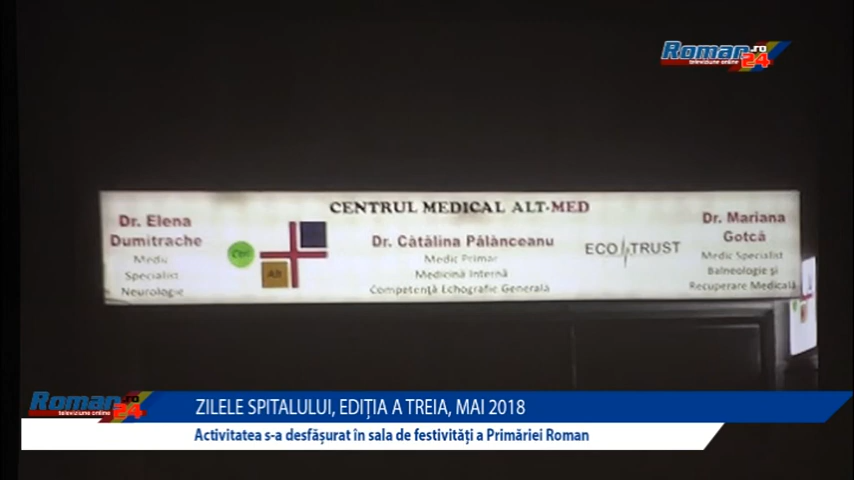 Roman.ro
televiziune online 24
CENTRUL MEDICAL ALT-MED
Dr. Elena
Dumitrache
Medic
Specialist
Neurologie
Cen
Alt
Dr. Cătălina Pălănceanu
Medic Primar
Medicină Internă
Competență Echografie Generală
ECO TRUST
Dr. Mariana
Gotcă
Medic Specialist
Balneologie și
Recuperare Medicală
Roman.ro
televiziune online 24
ZILELE SPITALULUI, EDIȚIA A TREIA, MAI 2018
Activitatea s-a desfășurat în sala de festivități a Primăriei Roman